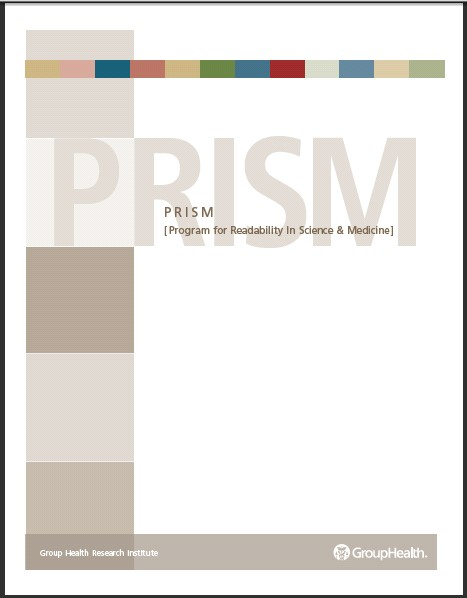 PRISM
PRISM
[Program for Readability In Science & Medicine]
Group Health Research Institute
GroupHealth.